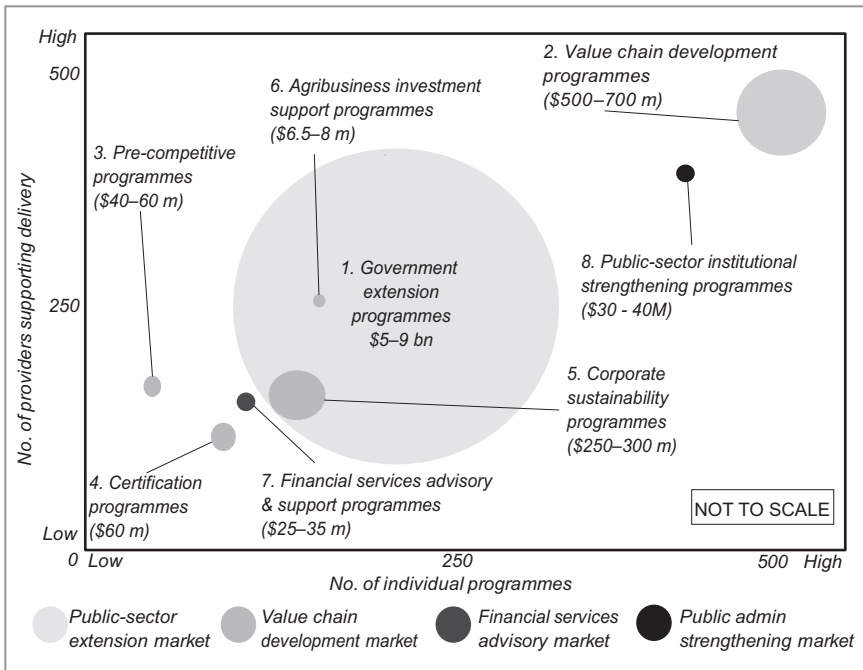 High
500
250
Low
0
No. of providers supporting delivery
2. Value chain development
programmes
($500–700 m)
6. Agribusiness investment
support programmes
($6.5–8 m)
3. Pre-competitive
programmes
($40–60 m)
1. Government
extension
programmes
$5–9 bn
8. Public-sector institutional
strengthening programmes
($30 - 40M)
5. Corporate
sustainability
programmes
($250–300 m)
4. Certification
programmes
($60 m)
7. Financial services advisory
& support programmes
($25–35 m)
NOT TO SCALE
Low
250
500 High
No. of individual programmes
Public-sector
extension market
Value chain
development market
Financial services
advisory market
Public admin
strengthening market